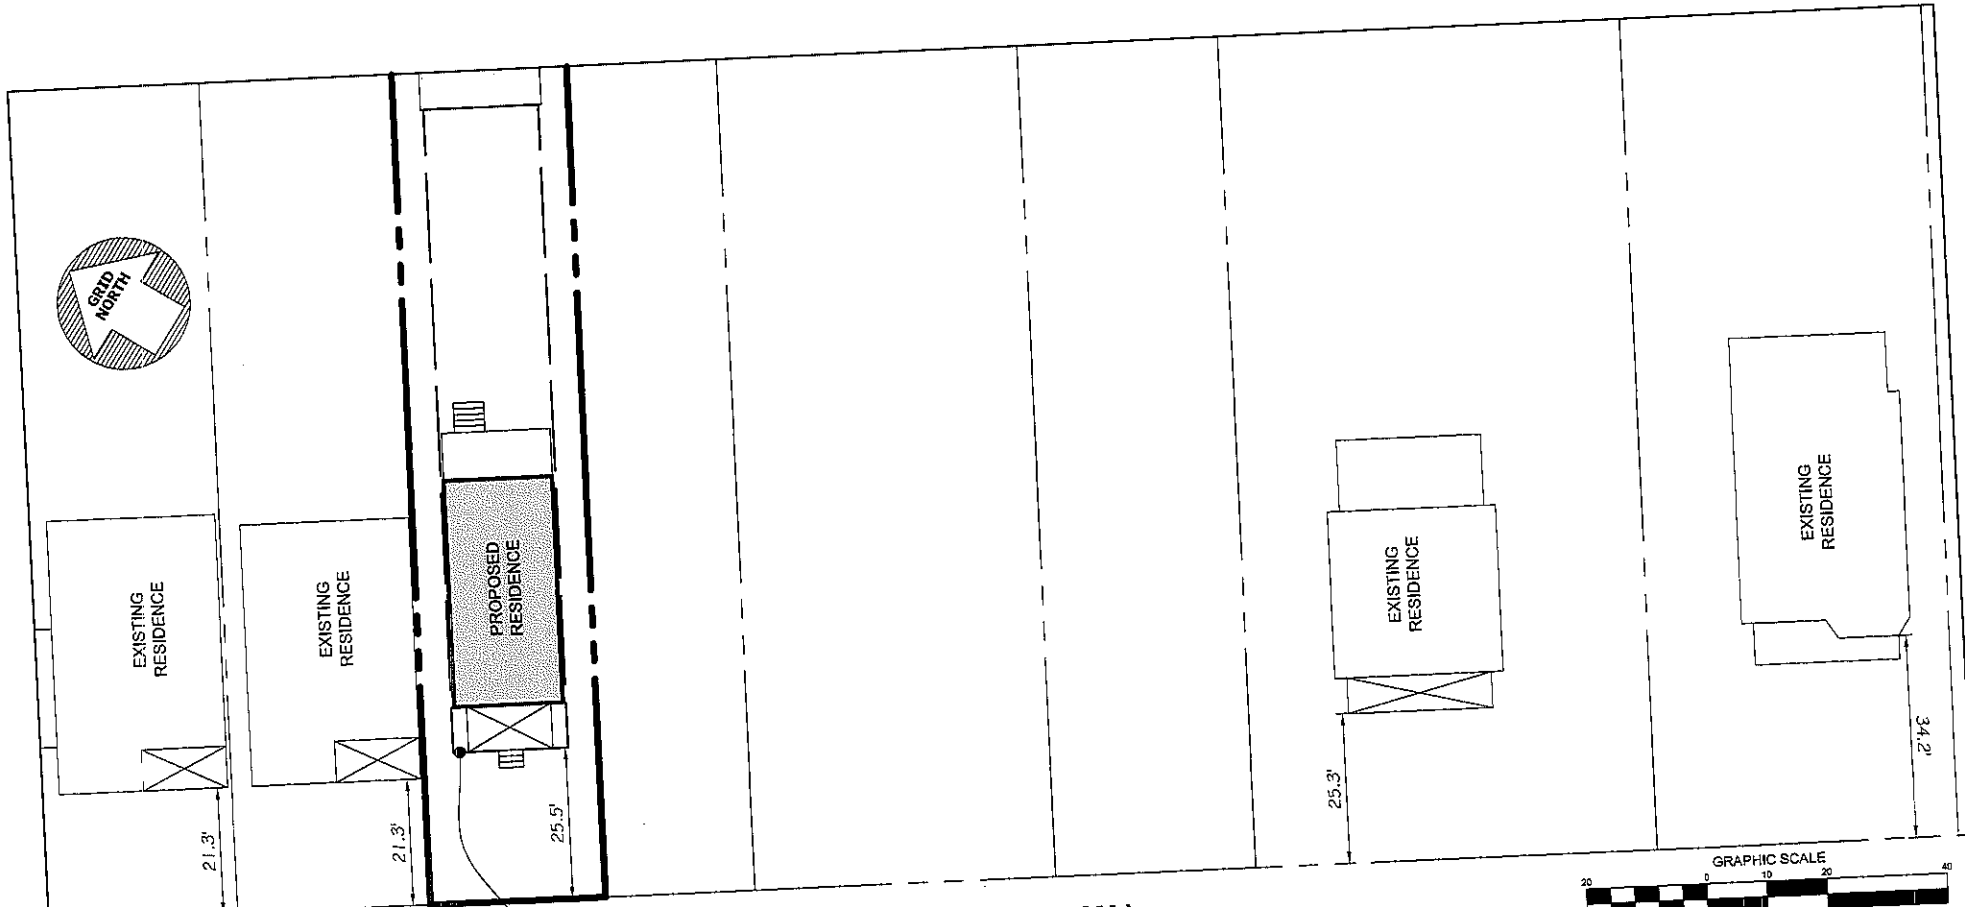 GRID
NORTH
EXISTING
RESIDENCE
EXISTING
RESIDENCE
PROPOSED
RESIDENCE
EXISTING
RESIDENCE
EXISTING
RESIDENCE
21.3'
21.3'
25.5'
25.3'
34.2'
GRAPHIC SCALE
20 0 10 20 40